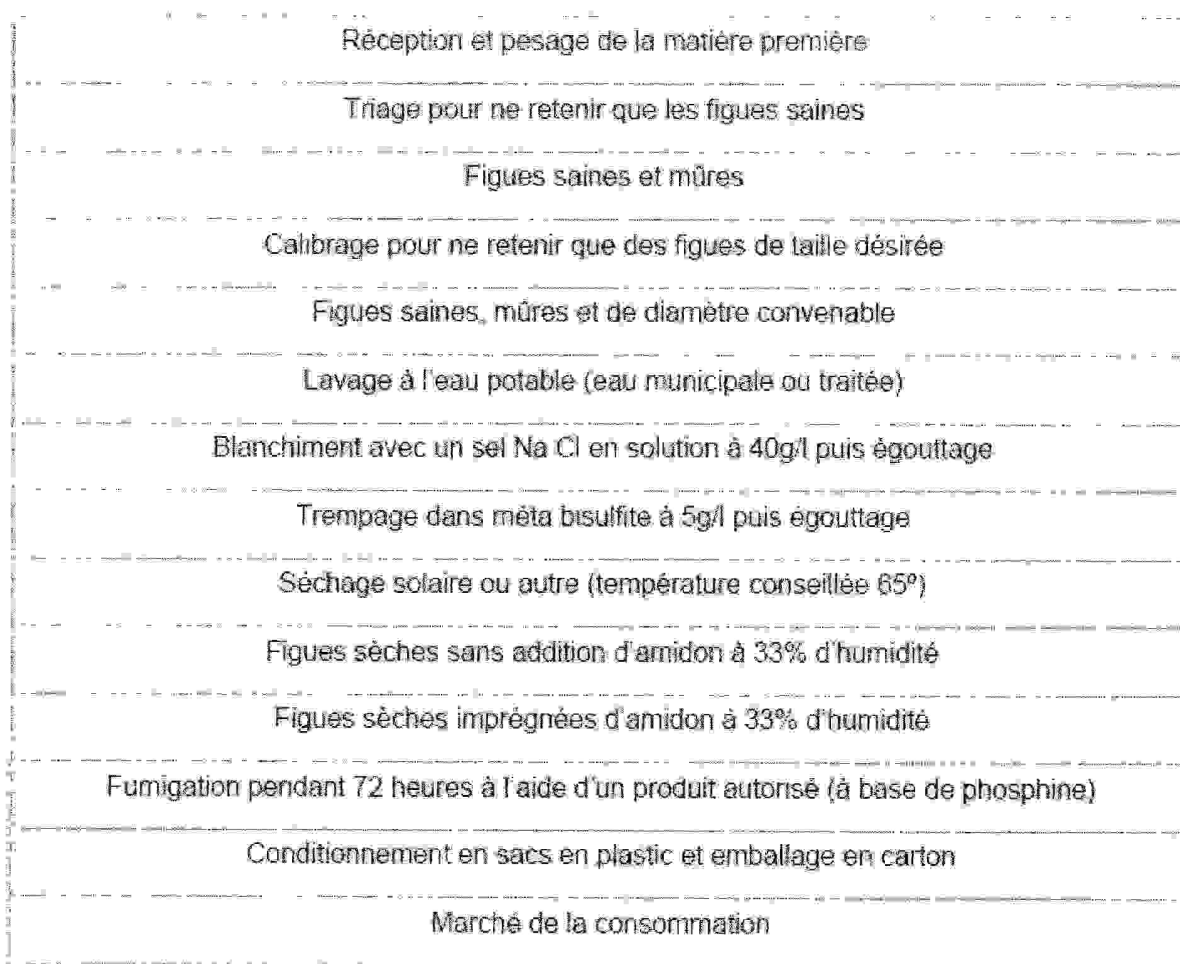 Réception et pesage de la matière première
Triage pour ne retenir que les figues saines
Figues saines et mûres
Calibrage pour ne retenir que des figues de taille désirée
Figues saines, mûres et de diamètre convenable
Lavage à l'eau potable (eau municipale ou traitée)
Blanchiment avec un sel Na Cl en solution à 40g/l puis égouttage
Trempage dans méta bisulfite à 5g/l puis égouttage
Séchage solaire ou autre (température conseillée 65º)
Figues sèches sans addition d'amidon à 33% d'humidité
Figues sèches imprégnées d'amidon à 33% d'humidité
Fumigation pendant 72 heures à l'aide d'un produit autorisé (à base de phosphine)
Conditionnement en sacs en plastic et emballage en carton
Marché de la consommation